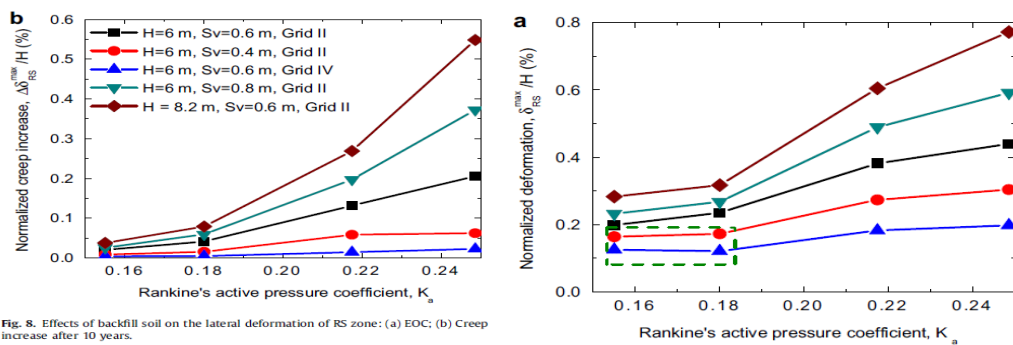 b
0.6
0.5
0.4
0.3
0.2
0.1
0.0
Normalized creep increase, Δδ_RS^max/H (%)
H=6 m, Sv=0.6 m, Grid II
H=6 m, Sv=0.4 m, Grid II
H=6 m, Sv=0.6 m, Grid IV
H=6 m, Sv=0.8 m, Grid II
H = 8.2 m, Sv=0.6 m, Grid II
0.16 0.18 0.20 0.22 0.24
Rankine's active pressure coefficient, K_a
Fig. 8. Effects of backfill soil on the lateral deformation of RS zone: (a) EOC; (b) Creep
increase after 10 years.
a
0.8
0.6
0.4
0.2
0.0
Normalized deformation, δ_RS^max/H (%)
0.16 0.18 0.20 0.22 0.24
Rankine's active pressure coefficient, K_a